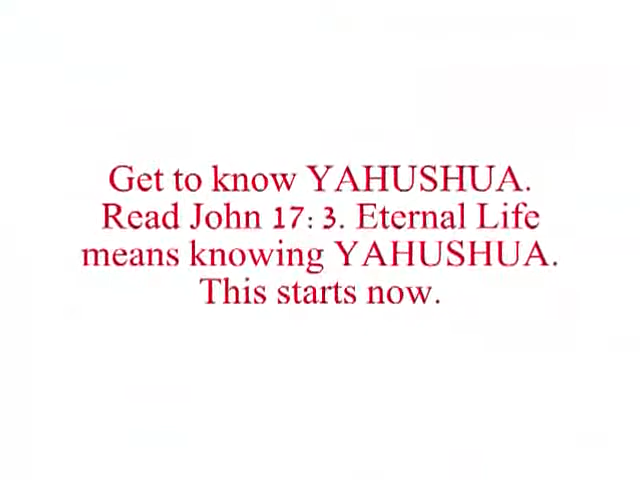 Get to know YAHUSHUA.
Read John 17: 3. Eternal Life
means knowing YAHUSHUA.
This starts now.